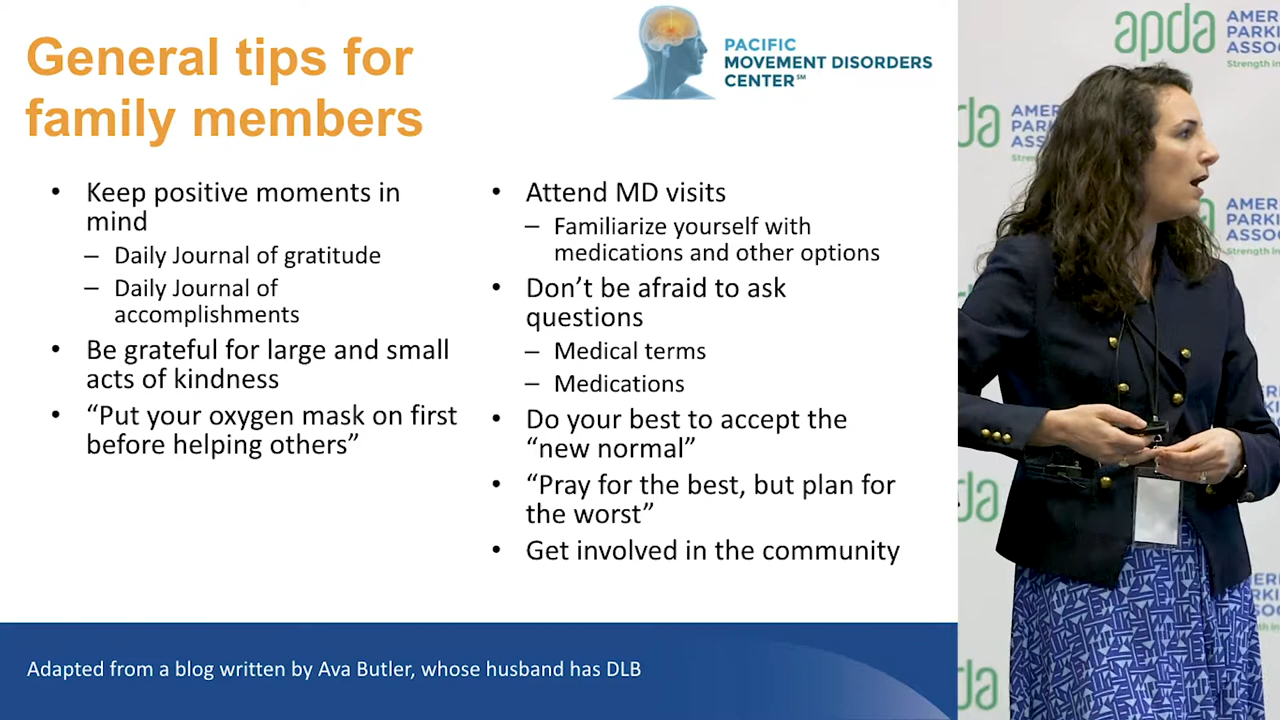 General tips for
family members
PACIFIC
MOVEMENT DISORDERS
CENTER℠
• Keep positive moments in
mind
– Daily Journal of gratitude
– Daily Journal of
accomplishments
• Be grateful for large and small
acts of kindness
• “Put your oxygen mask on first
before helping others”
• Attend MD visits
– Familiarize yourself with
medications and other options
• Don’t be afraid to ask
questions
– Medical terms
– Medications
• Do your best to accept the
“new normal”
• “Pray for the best, but plan for
the worst”
• Get involved in the community
Adapted from a blog written by Ava Butler, whose husband has DLB
apda
Strength in